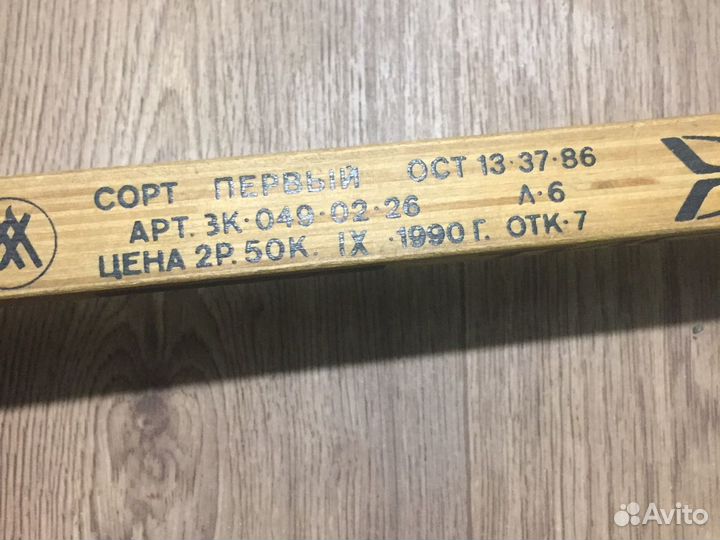 СОРТ ПЕРВЫЙ ОСТ 13·37·86
АРТ. ЗК·049·02·26 Л·6
ЦЕНА 2Р. 50К. IX ·1990 Г. ОТК·7
Avito